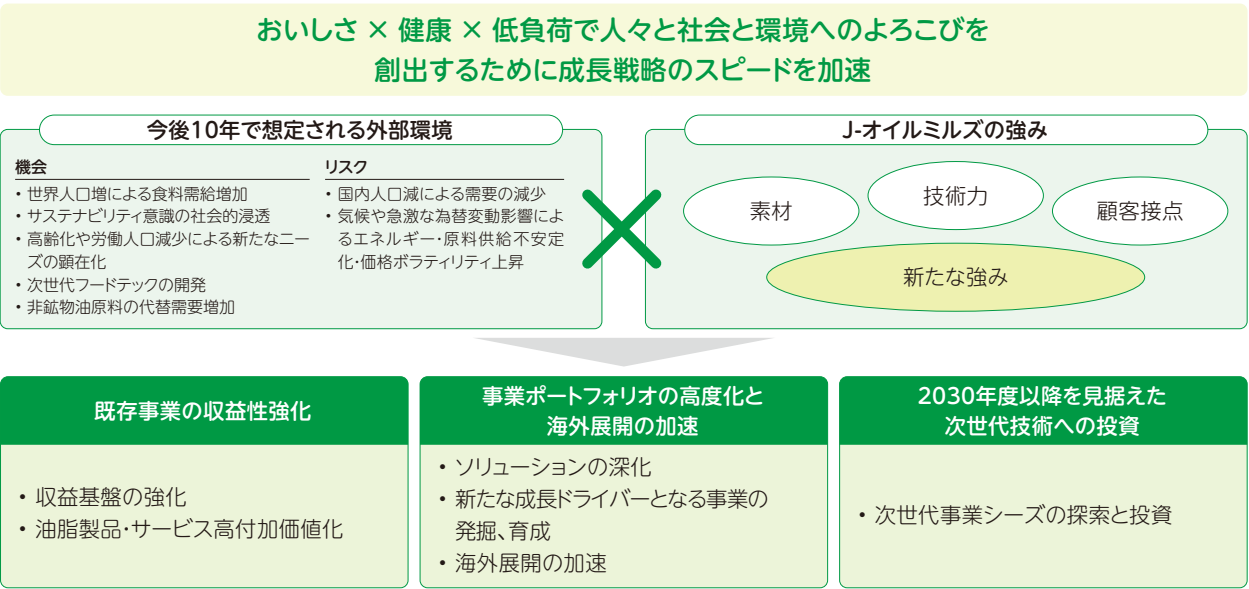 おいしさ × 健康 × 低負荷で人々と社会と環境へのよろこびを
創出するために成長戦略のスピードを加速
今後10年で想定される外部環境
機会
• 世界人口増による食料需給増加
• サステナビリティ意識の社会的浸透
• 高齢化や労働人口減少による新たなニー
ズの顕在化
• 次世代フードテックの開発
• 非鉱物油原料の代替需要増加
リスク
• 国内人口減による需要の減少
• 気候や急激な為替変動影響によ
るエネルギー・原料供給不安定
化・価格ボラティリティ上昇
J-オイルミルズの強み
素材
技術力
顧客接点
新たな強み
既存事業の収益性強化
• 収益基盤の強化
• 油脂製品・サービス高付加価値化
事業ポートフォリオの高度化と
海外展開の加速
• ソリューションの深化
• 新たな成長ドライバーとなる事業の
発掘、育成
• 海外展開の加速
2030年度以降を見据えた
次世代技術への投資
• 次世代事業シーズの探索と投資